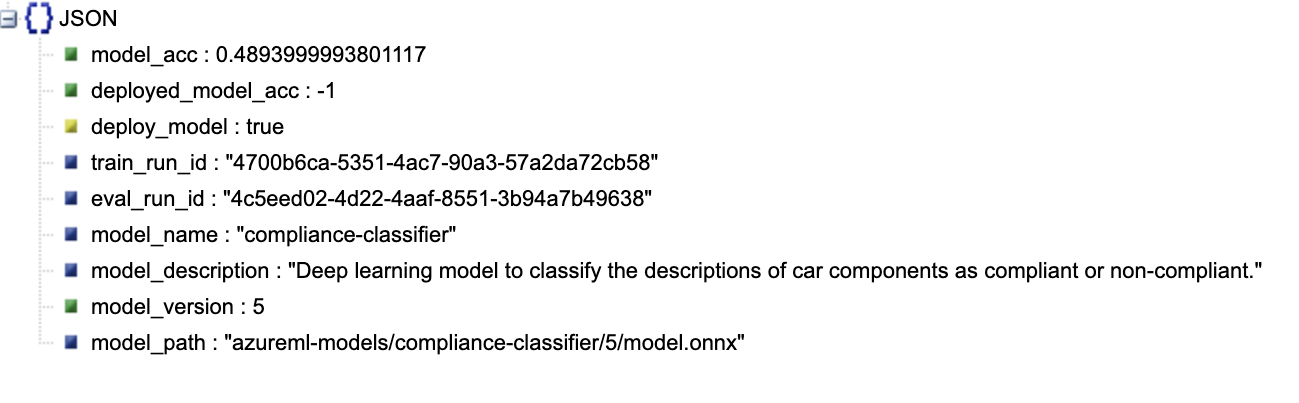 JSON
model_acc : 0.4893999993801117
deployed_model_acc : -1
deploy_model : true
train_run_id : "4700b6ca-5351-4ac7-90a3-57a2da72cb58"
eval_run_id : "4c5eed02-4d22-4aaf-8551-3b94a7b49638"
model_name : "compliance-classifier"
model_description : "Deep learning model to classify the descriptions of car components as compliant or non-compliant."
model_version : 5
model_path : "azureml-models/compliance-classifier/5/model.onnx"